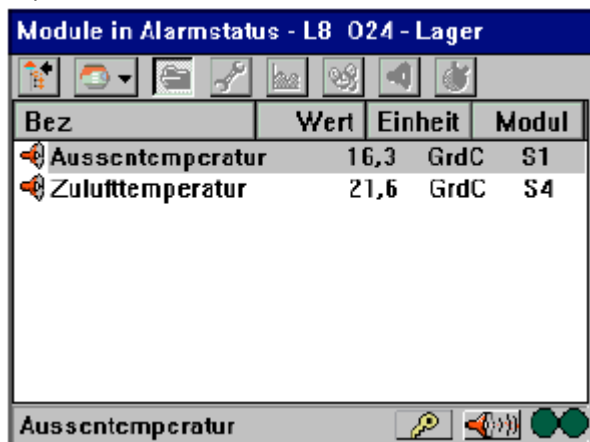 Module in Alarmstatus - L8 O24 - Lager
Bez Wert Einheit Modul
Aussentemperatur 16,3 GrdC S1
Zulufttemperatur 21,6 GrdC S4
Aussentemperatur